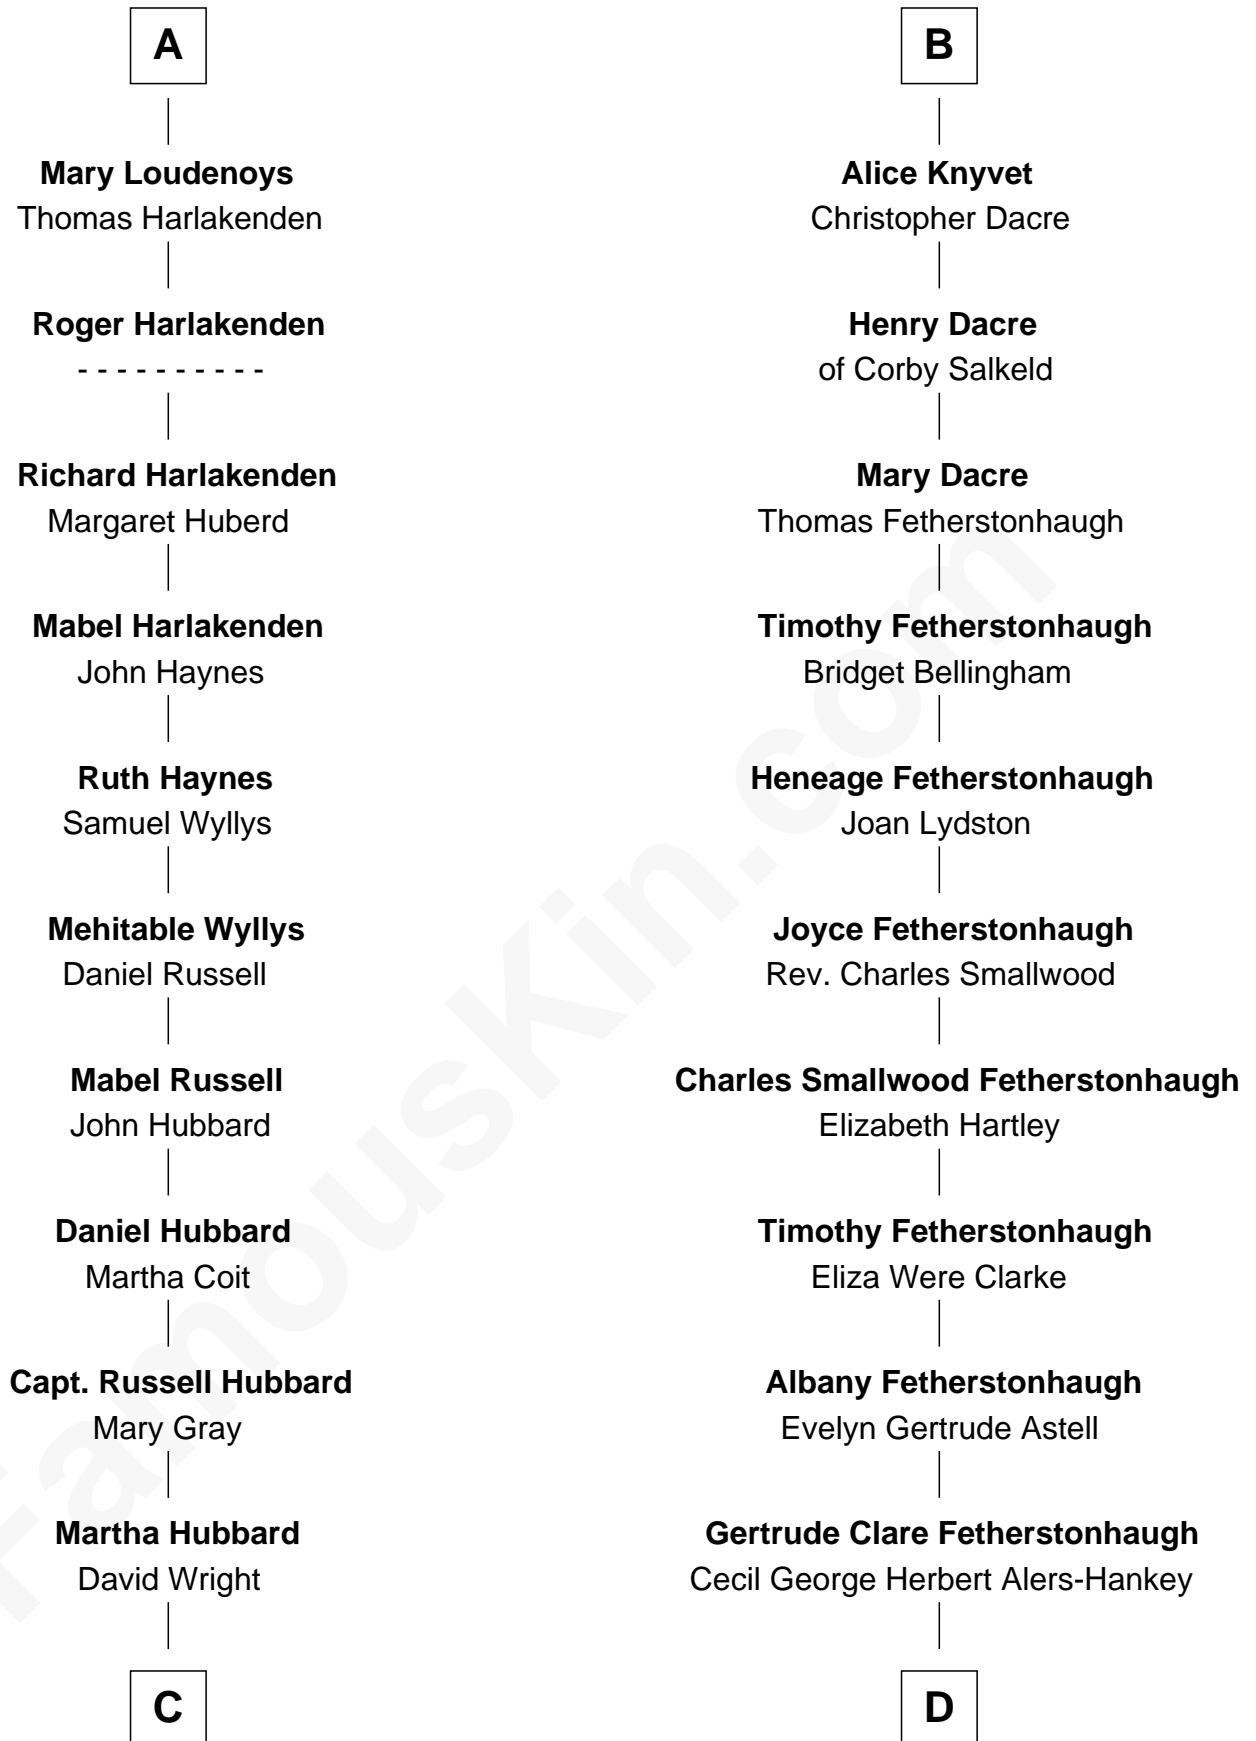 A
Mary Loudenoys
Thomas Harlakenden
Roger Harlakenden
- - - - - - - - - -
Richard Harlakenden
Margaret Huberd
Mabel Harlakenden
John Haynes
Ruth Haynes
Samuel Wyllys
Mehitable Wyllys
Daniel Russell
Mabel Russell
John Hubbard
Daniel Hubbard
Martha Coit
Capt. Russell Hubbard
Mary Gray
Martha Hubbard
David Wright
C
B
Alice Knyvet
Christopher Dacre
Henry Dacre
of Corby Salkeld
Mary Dacre
Thomas Fetherstonhaugh
Timothy Fetherstonhaugh
Bridget Bellingham
Heneage Fetherstonhaugh
Joan Lydston
Joyce Fetherstonhaugh
Rev. Charles Smallwood
Charles Smallwood Fetherstonhaugh
Elizabeth Hartley
Timothy Fetherstonhaugh
Eliza Were Clarke
Albany Fetherstonhaugh
Evelyn Gertrude Astell
Gertrude Clare Fetherstonhaugh
Cecil George Herbert Alers-Hankey
D
FamousKin.com